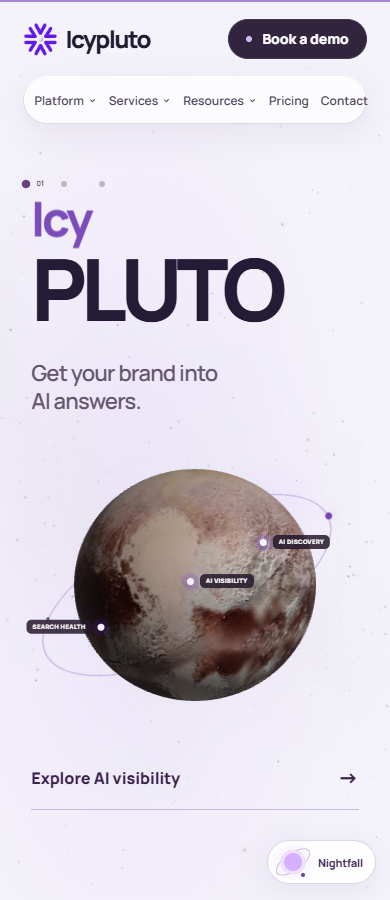 Icypluto
Book a demo
Platform Services Resources Pricing Contact
01
Icy
PLUTO
Get your brand into
AI answers.
AI DISCOVERY
AI VISIBILITY
SEARCH HEALTH
Explore AI visibility →
Nightfall